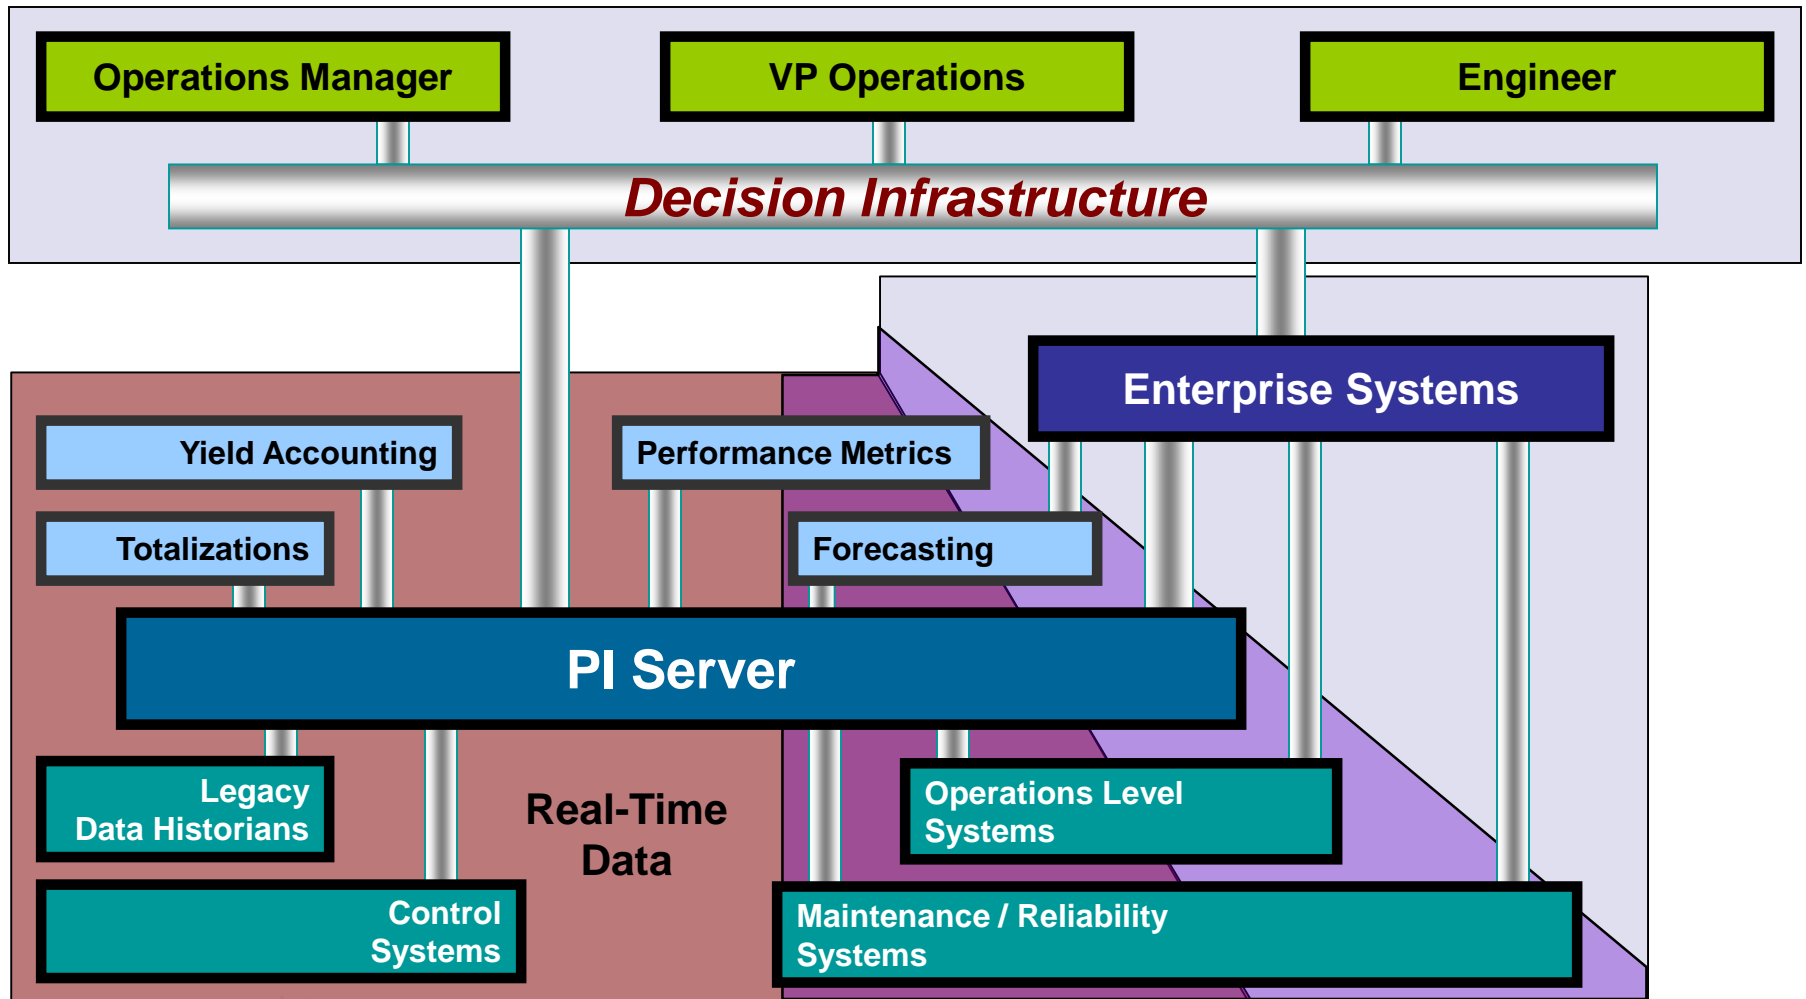 Operations Manager
VP Operations
Engineer
Decision Infrastructure
Enterprise Systems
Yield Accounting
Performance Metrics
Totalizations
Forecasting
PI Server
Legacy
Data Historians
Real-Time
Data
Operations Level
Systems
Control
Systems
Maintenance / Reliability
Systems